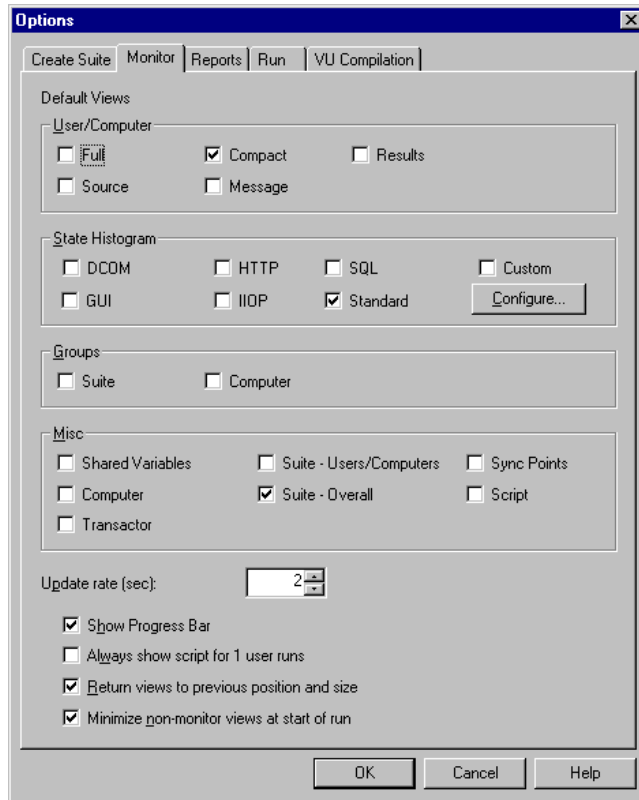 Options
Create Suite Monitor Reports Run VU Compilation
Default Views
User/Computer
Full Compact Results
Source Message
State Histogram
DCOM HTTP SQL Custom
GUI IIOP Standard Configure...
Groups
Suite Computer
Misc
Shared Variables Suite - Users/Computers Sync Points
Computer Suite - Overall Script
Transactor
Update rate (sec): 2
Show Progress Bar
Always show script for 1 user runs
Return views to previous position and size
Minimize non-monitor views at start of run
OK Cancel Help